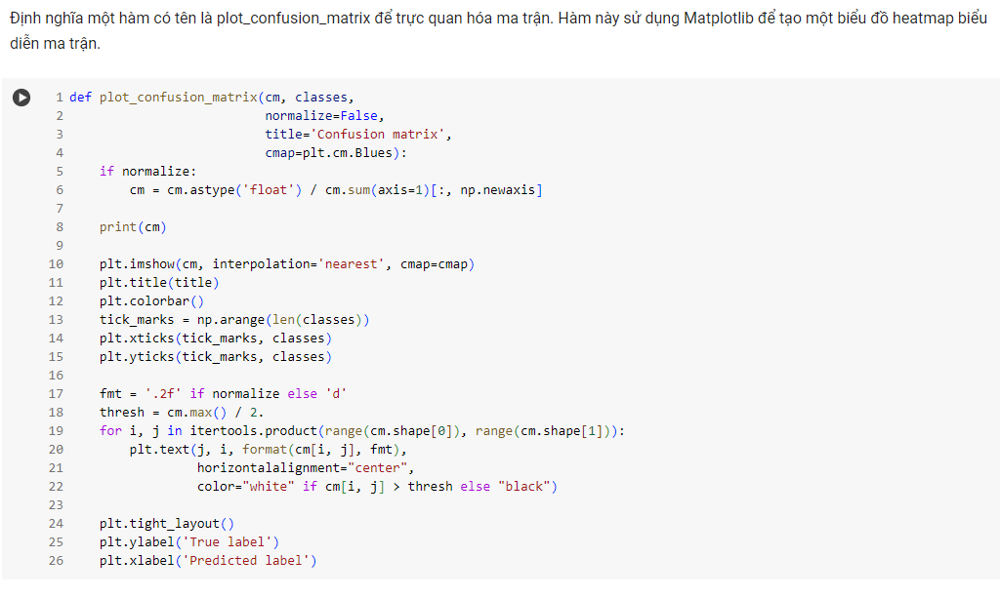 Định nghĩa một hàm có tên là plot_confusion_matrix để trực quan hóa ma trận. Hàm này sử dụng Matplotlib để tạo một biểu đồ heatmap biểu
diễn ma trận.
1 def plot_confusion_matrix(cm, classes,
2                           normalize=False,
3                           title='Confusion matrix',
4                           cmap=plt.cm.Blues):
5     if normalize:
6         cm = cm.astype('float') / cm.sum(axis=1)[:, np.newaxis]
7
8     print(cm)
9
10     plt.imshow(cm, interpolation='nearest', cmap=cmap)
11     plt.title(title)
12     plt.colorbar()
13     tick_marks = np.arange(len(classes))
14     plt.xticks(tick_marks, classes)
15     plt.yticks(tick_marks, classes)
16
17     fmt = '.2f' if normalize else 'd'
18     thresh = cm.max() / 2.
19     for i, j in itertools.product(range(cm.shape[0]), range(cm.shape[1])):
20         plt.text(j, i, format(cm[i, j], fmt),
21                  horizontalalignment="center",
22                  color="white" if cm[i, j] > thresh else "black")
23
24     plt.tight_layout()
25     plt.ylabel('True label')
26     plt.xlabel('Predicted label')